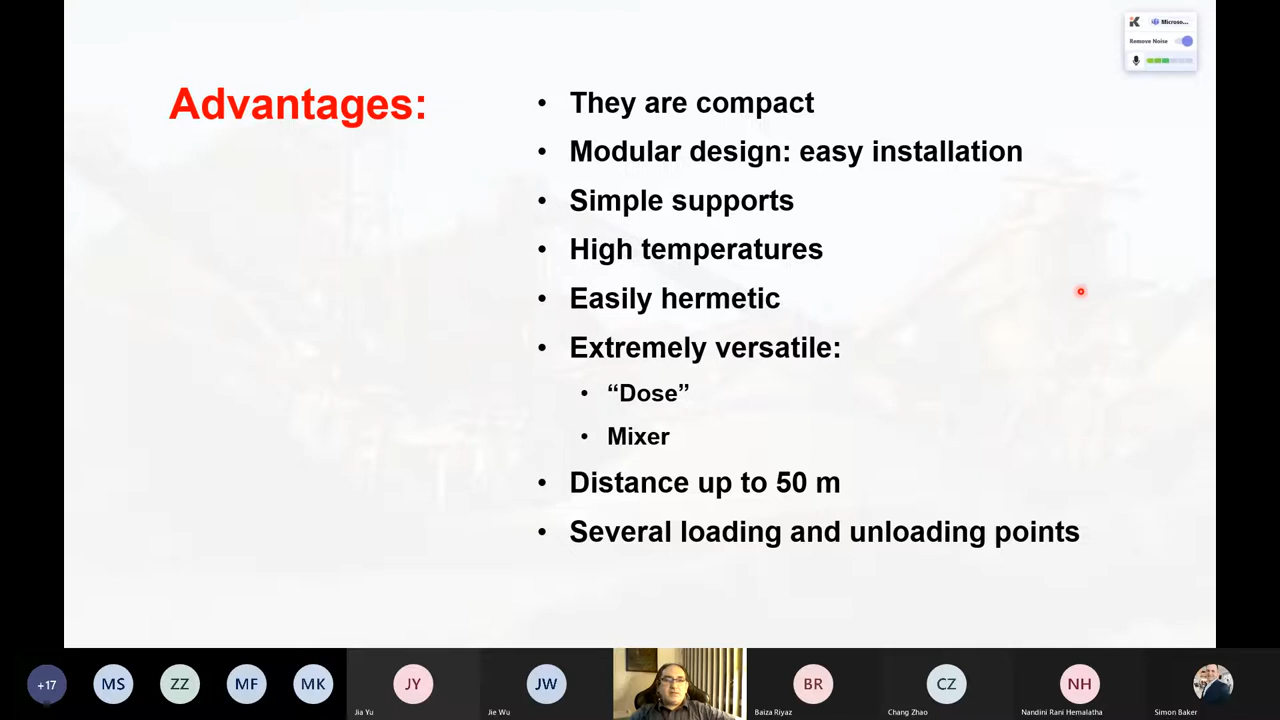 Microso...
Remove Noise
Advantages:
• They are compact
• Modular design: easy installation
• Simple supports
• High temperatures
• Easily hermetic
• Extremely versatile:
• “Dose”
• Mixer
• Distance up to 50 m
• Several loading and unloading points
+17
MS
ZZ
MF
MK
JY
JW
BR
CZ
NH
Jia Yu
Jie Wu
Baiza Riyaz
Chang Zhao
Nandini Rani Hemalatha
Simon Baker